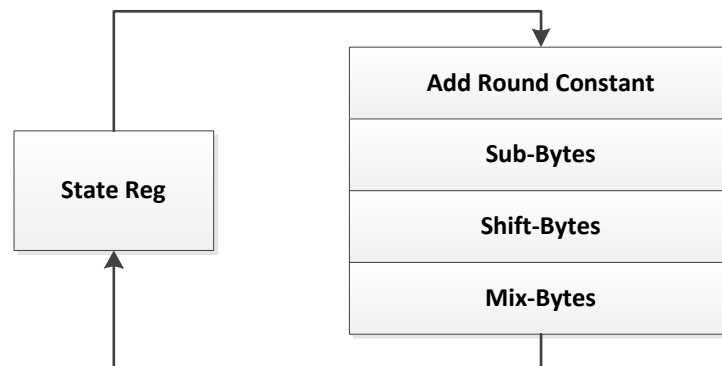 Add Round Constant
Sub-Bytes
State Reg
Shift-Bytes
Mix-Bytes